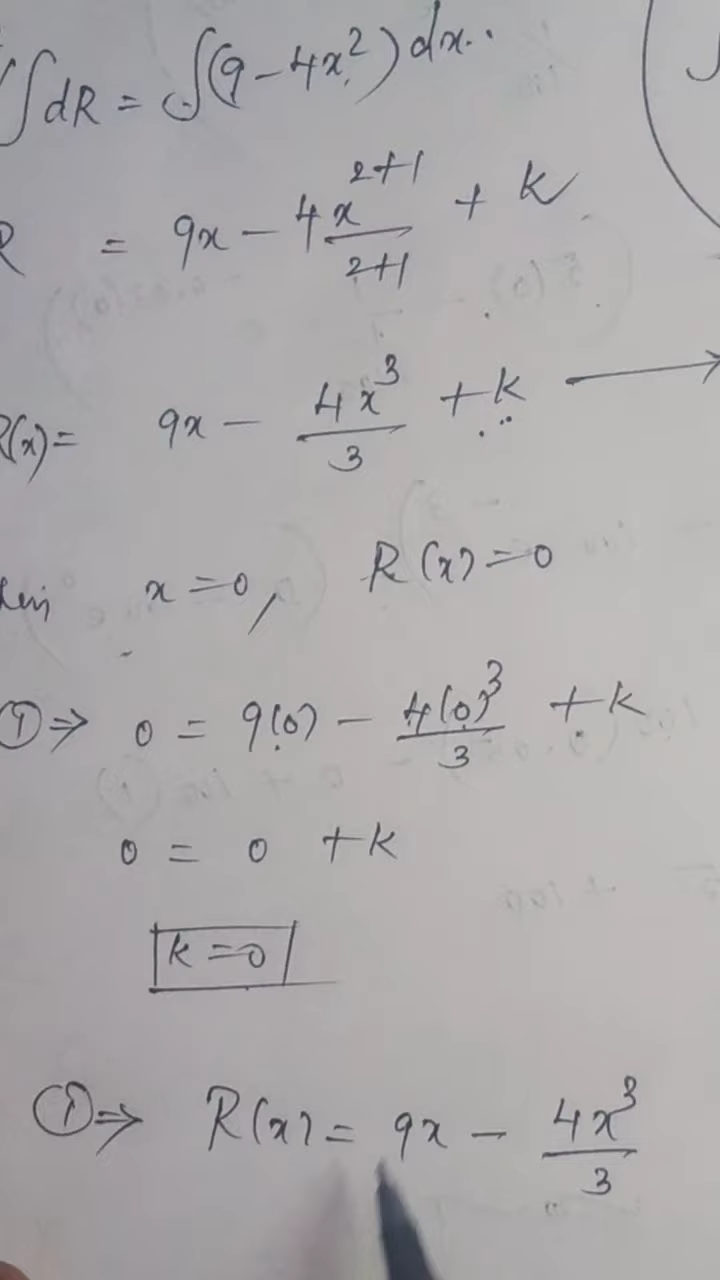 ∫dR = ∫(9 - 4x²) dx..
R = 9x - 4x^(2+1)/(2+1) + k
R(x) = 9x - 4x³/3 + k →
x = 0, R(x) = 0
① ⇒ 0 = 9(0) - 4(0)³/3 + k
0 = 0 + k
k = 0
① ⇒ R(x) = 9x - 4x³/3